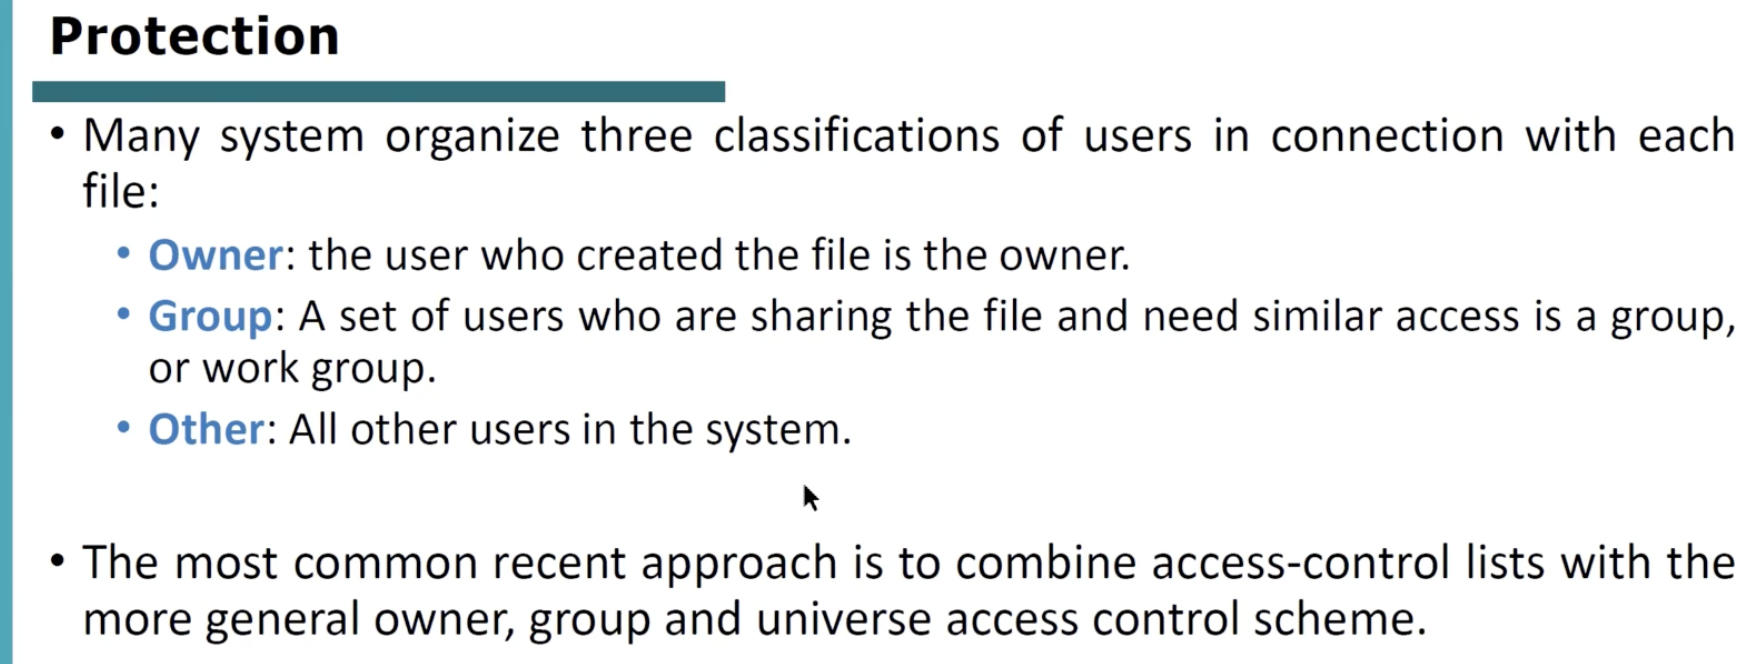 Protection
• Many system organize three classifications of users in connection with each
file:
• Owner: the user who created the file is the owner.
• Group: A set of users who are sharing the file and need similar access is a group,
or work group.
• Other: All other users in the system.
• The most common recent approach is to combine access-control lists with the
more general owner, group and universe access control scheme.